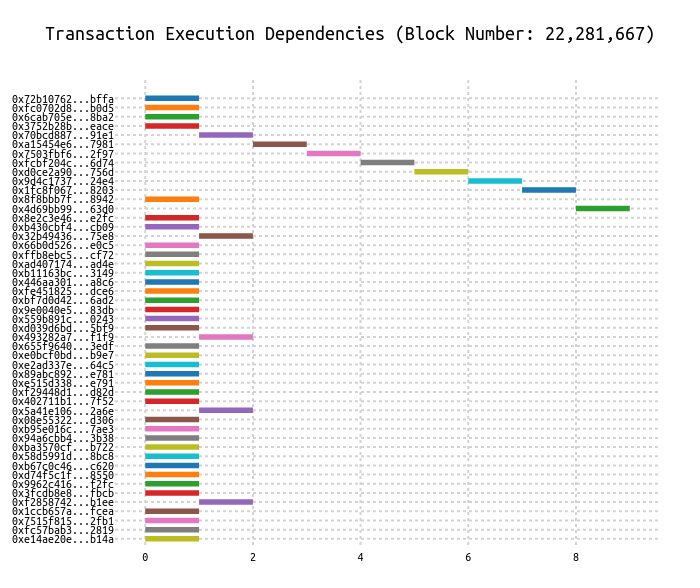 Transaction Execution Dependencies (Block Number: 22,281,667)
0x72b10762...bffa
0xfc0702d8...b0d5
0x6cab705e...8ba2
0x3752b28b...eace
0x70bcd887...91e1
0xa15454e6...7981
0x7503fbf6...2f97
0xfcbf204c...6d74
0xd0ce2a90...756d
0x9d4c1737...24e4
0x1fc8f067...8203
0x8f8bbb7f...8942
0x4d69bb99...63d0
0x8e2c3e46...e2fc
0xb430cbf4...cb09
0x32b49436...75e8
0x66b0d526...e0c5
0xffb8ebc5...cf72
0xad407174...ad4e
0xb11163bc...3149
0x446aa301...a8c6
0xfe451825...dce6
0xbf7d0d42...6ad2
0x9e0040e5...83db
0x559b891c...0243
0xd039d6bd...5bf9
0x493282a7...f1f9
0x655f9640...3edf
0xe0bcf0bd...b9e7
0xe2ad337e...64c5
0x89abc892...e781
0xe515d338...e791
0xf29448d1...d82d
0x402711b1...7f52
0x5a41e106...2a6e
0x08e55322...d306
0xb95e016c...7ae3
0x94a6cbb4...3b38
0xba3570cf...b722
0x58d5991d...8bc8
0xb67c0c46...c620
0xd74f5c1f...8550
0x9962c416...f2fc
0x3fcdb8e8...fbcb
0xf2858742...b1ee
0x1ccb657a...fcea
0x7515f815...2fb1
0xfc57bab3...2819
0xe14ae20e...b14a
0 2 4 6 8